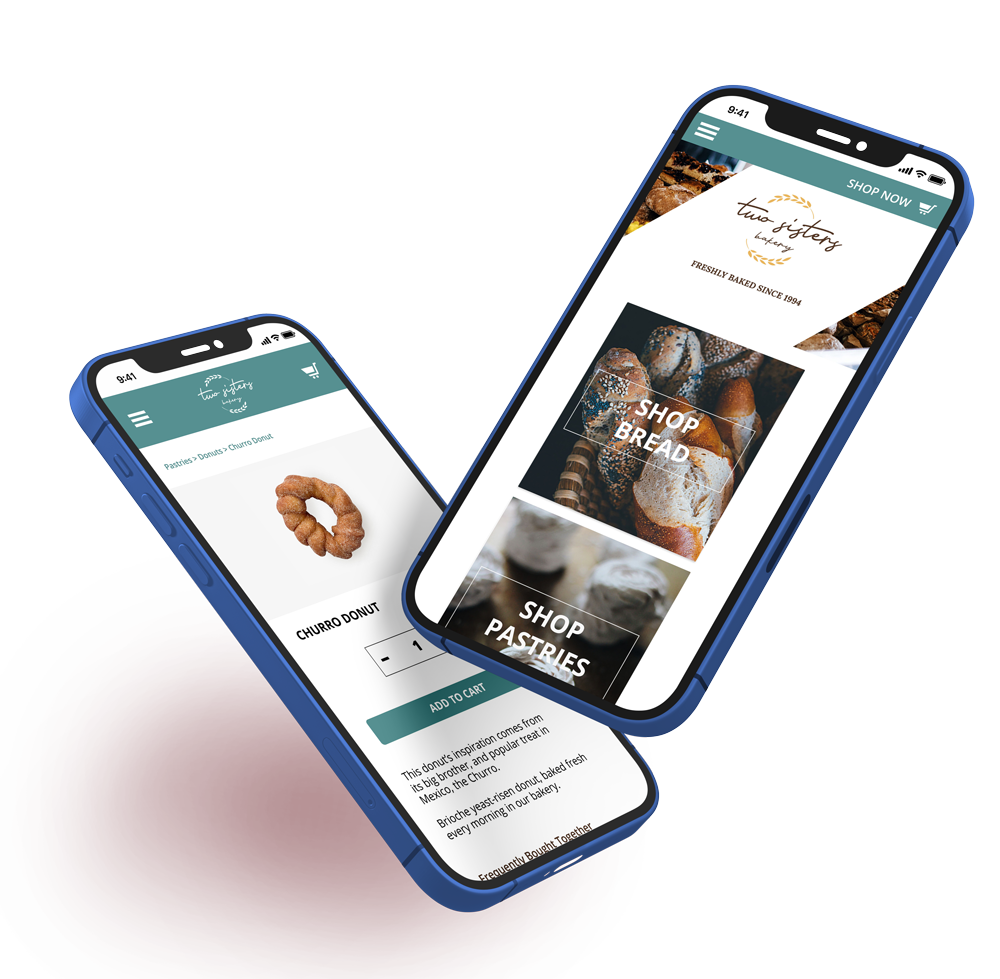 9:41
SHOP NOW
two sisters
bakery
FRESHLY BAKED SINCE 1994
SHOP
BREAD
SHOP
PASTRIES
9:41
two sisters
bakery
Pastries > Donuts > Churro Donut
CHURRO DONUT
- 1
ADD TO CART
This donut's inspiration comes from
its big brother, and popular treat in
Mexico, the Churro.
Brioche yeast-risen donut, baked fresh
every morning in our bakery.
Frequently Bought Together